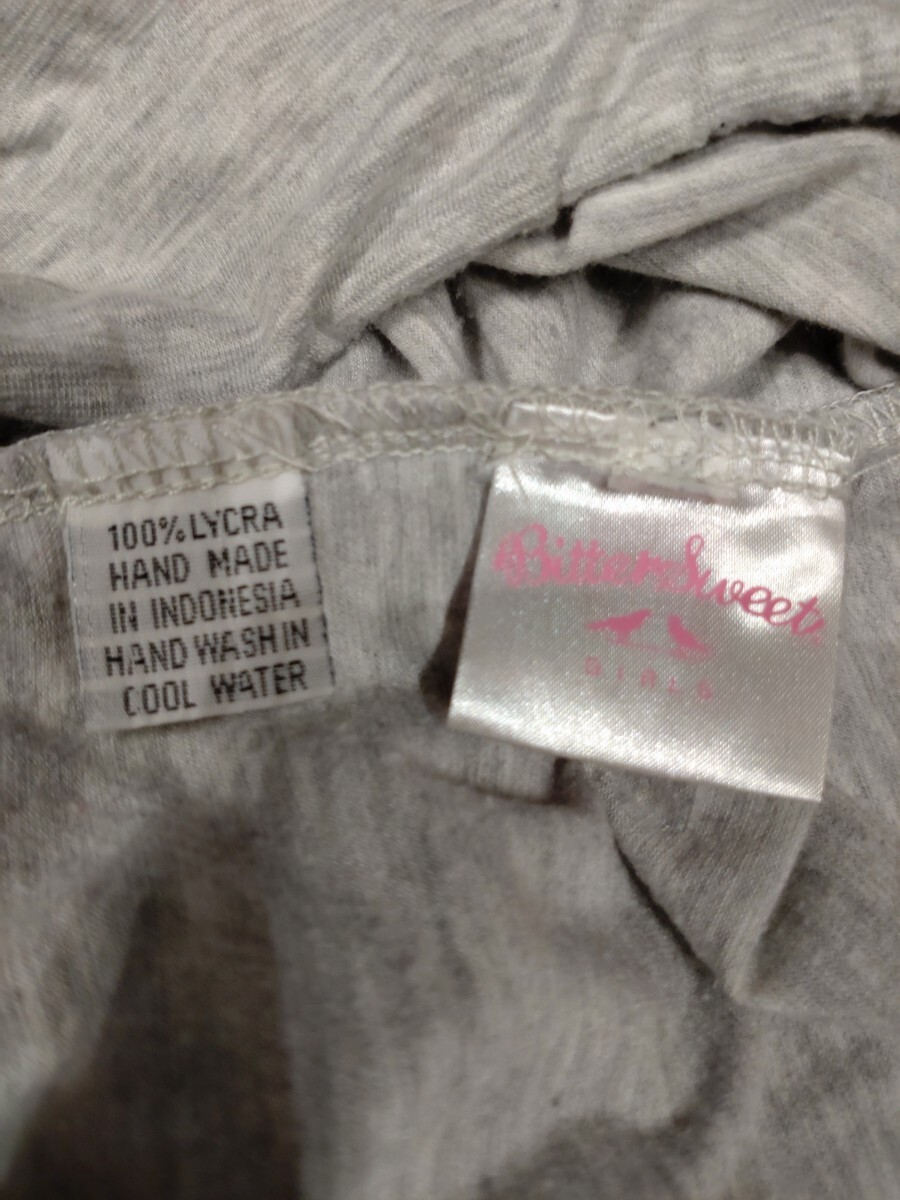 100% LYCRA
HAND MADE
IN INDONESIA
HAND WASH IN
COOL WATER
BitterSweet
GIRLS